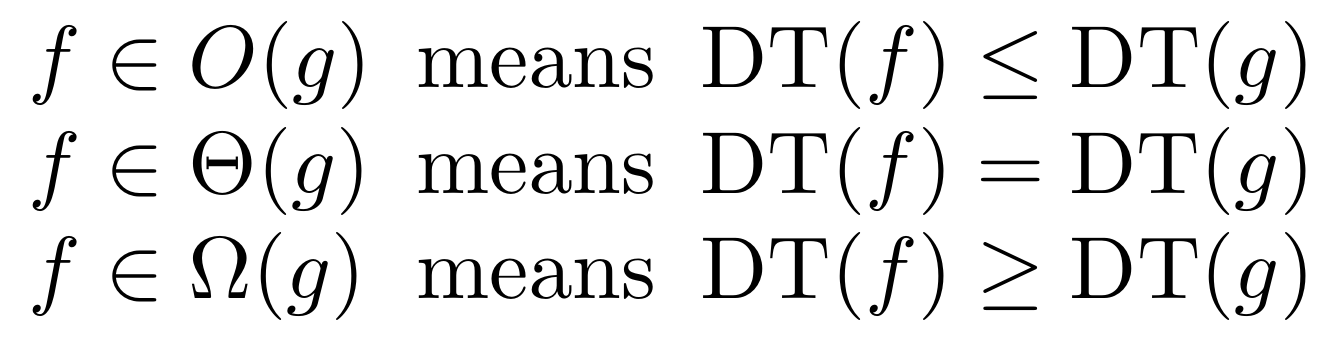 f ∈ O(g) means DT(f) ≤ DT(g)
f ∈ Θ(g) means DT(f) = DT(g)
f ∈ Ω(g) means DT(f) ≥ DT(g)